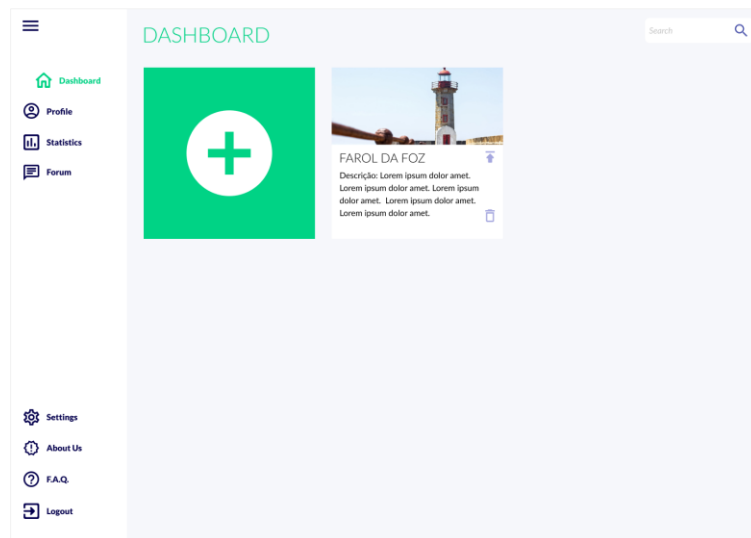 DASHBOARD
Search
Dashboard
Profile
Statistics
Forum
FAROL DA FOZ
Descrição: Lorem ipsum dolor amet.
Lorem ipsum dolor amet. Lorem ipsum
dolor amet. Lorem ipsum dolor amet.
Lorem ipsum dolor amet.
Settings
About Us
F.A.Q.
Logout